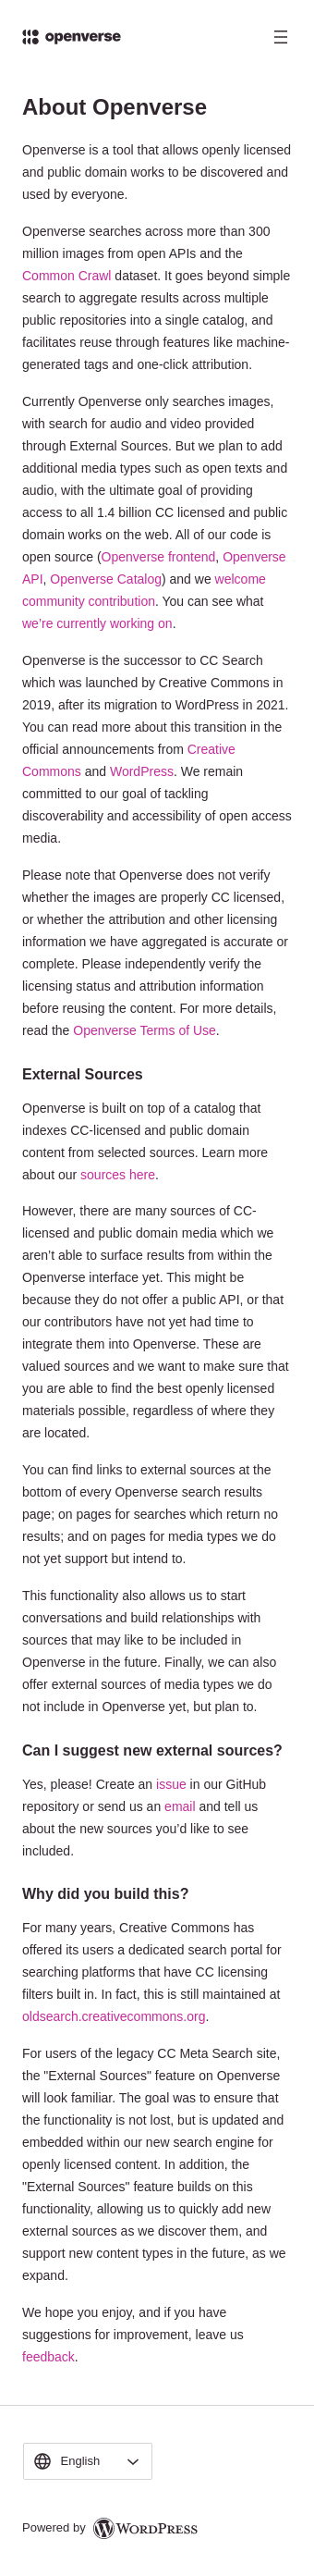 openverse
About Openverse
Openverse is a tool that allows openly licensed
and public domain works to be discovered and
used by everyone.
Openverse searches across more than 300
million images from open APIs and the
Common Crawl dataset. It goes beyond simple
search to aggregate results across multiple
public repositories into a single catalog, and
facilitates reuse through features like machine-
generated tags and one-click attribution.
Currently Openverse only searches images,
with search for audio and video provided
through External Sources. But we plan to add
additional media types such as open texts and
audio, with the ultimate goal of providing
access to all 1.4 billion CC licensed and public
domain works on the web. All of our code is
open source (Openverse frontend, Openverse
API, Openverse Catalog) and we welcome
community contribution. You can see what
we’re currently working on.
Openverse is the successor to CC Search
which was launched by Creative Commons in
2019, after its migration to WordPress in 2021.
You can read more about this transition in the
official announcements from Creative
Commons and WordPress. We remain
committed to our goal of tackling
discoverability and accessibility of open access
media.
Please note that Openverse does not verify
whether the images are properly CC licensed,
or whether the attribution and other licensing
information we have aggregated is accurate or
complete. Please independently verify the
licensing status and attribution information
before reusing the content. For more details,
read the Openverse Terms of Use.
External Sources
Openverse is built on top of a catalog that
indexes CC-licensed and public domain
content from selected sources. Learn more
about our sources here.
However, there are many sources of CC-
licensed and public domain media which we
aren’t able to surface results from within the
Openverse interface yet. This might be
because they do not offer a public API, or that
our contributors have not yet had time to
integrate them into Openverse. These are
valued sources and we want to make sure that
you are able to find the best openly licensed
materials possible, regardless of where they
are located.
You can find links to external sources at the
bottom of every Openverse search results
page; on pages for searches which return no
results; and on pages for media types we do
not yet support but intend to.
This functionality also allows us to start
conversations and build relationships with
sources that may like to be included in
Openverse in the future. Finally, we can also
offer external sources of media types we do
not include in Openverse yet, but plan to.
Can I suggest new external sources?
Yes, please! Create an issue in our GitHub
repository or send us an email and tell us
about the new sources you’d like to see
included.
Why did you build this?
For many years, Creative Commons has
offered its users a dedicated search portal for
searching platforms that have CC licensing
filters built in. In fact, this is still maintained at
oldsearch.creativecommons.org.
For users of the legacy CC Meta Search site,
the "External Sources" feature on Openverse
will look familiar. The goal was to ensure that
the functionality is not lost, but is updated and
embedded within our new search engine for
openly licensed content. In addition, the
"External Sources" feature builds on this
functionality, allowing us to quickly add new
external sources as we discover them, and
support new content types in the future, as we
expand.
We hope you enjoy, and if you have
suggestions for improvement, leave us
feedback.
English
Powered by WORDPRESS